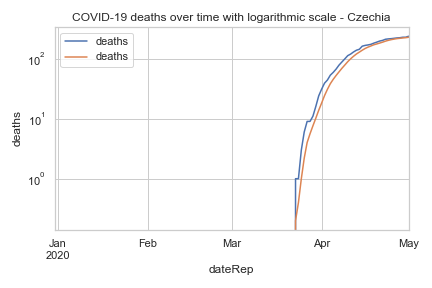 COVID-19 deaths over time with logarithmic scale - Czechia
deaths
deaths
10²
10¹
10⁰
deaths
Jan
2020
Feb
Mar
Apr
May
dateRep